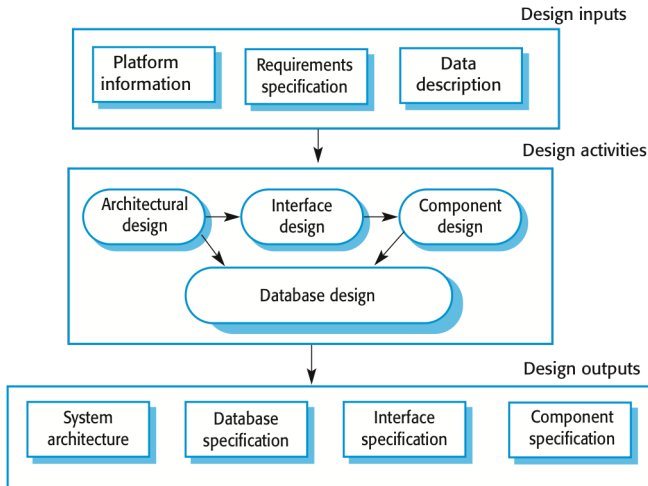 Design inputs
Platform
information
Requirements
specification
Data
description
Design activities
Architectural
design
Interface
design
Component
design
Database design
Design outputs
System
architecture
Database
specification
Interface
specification
Component
specification